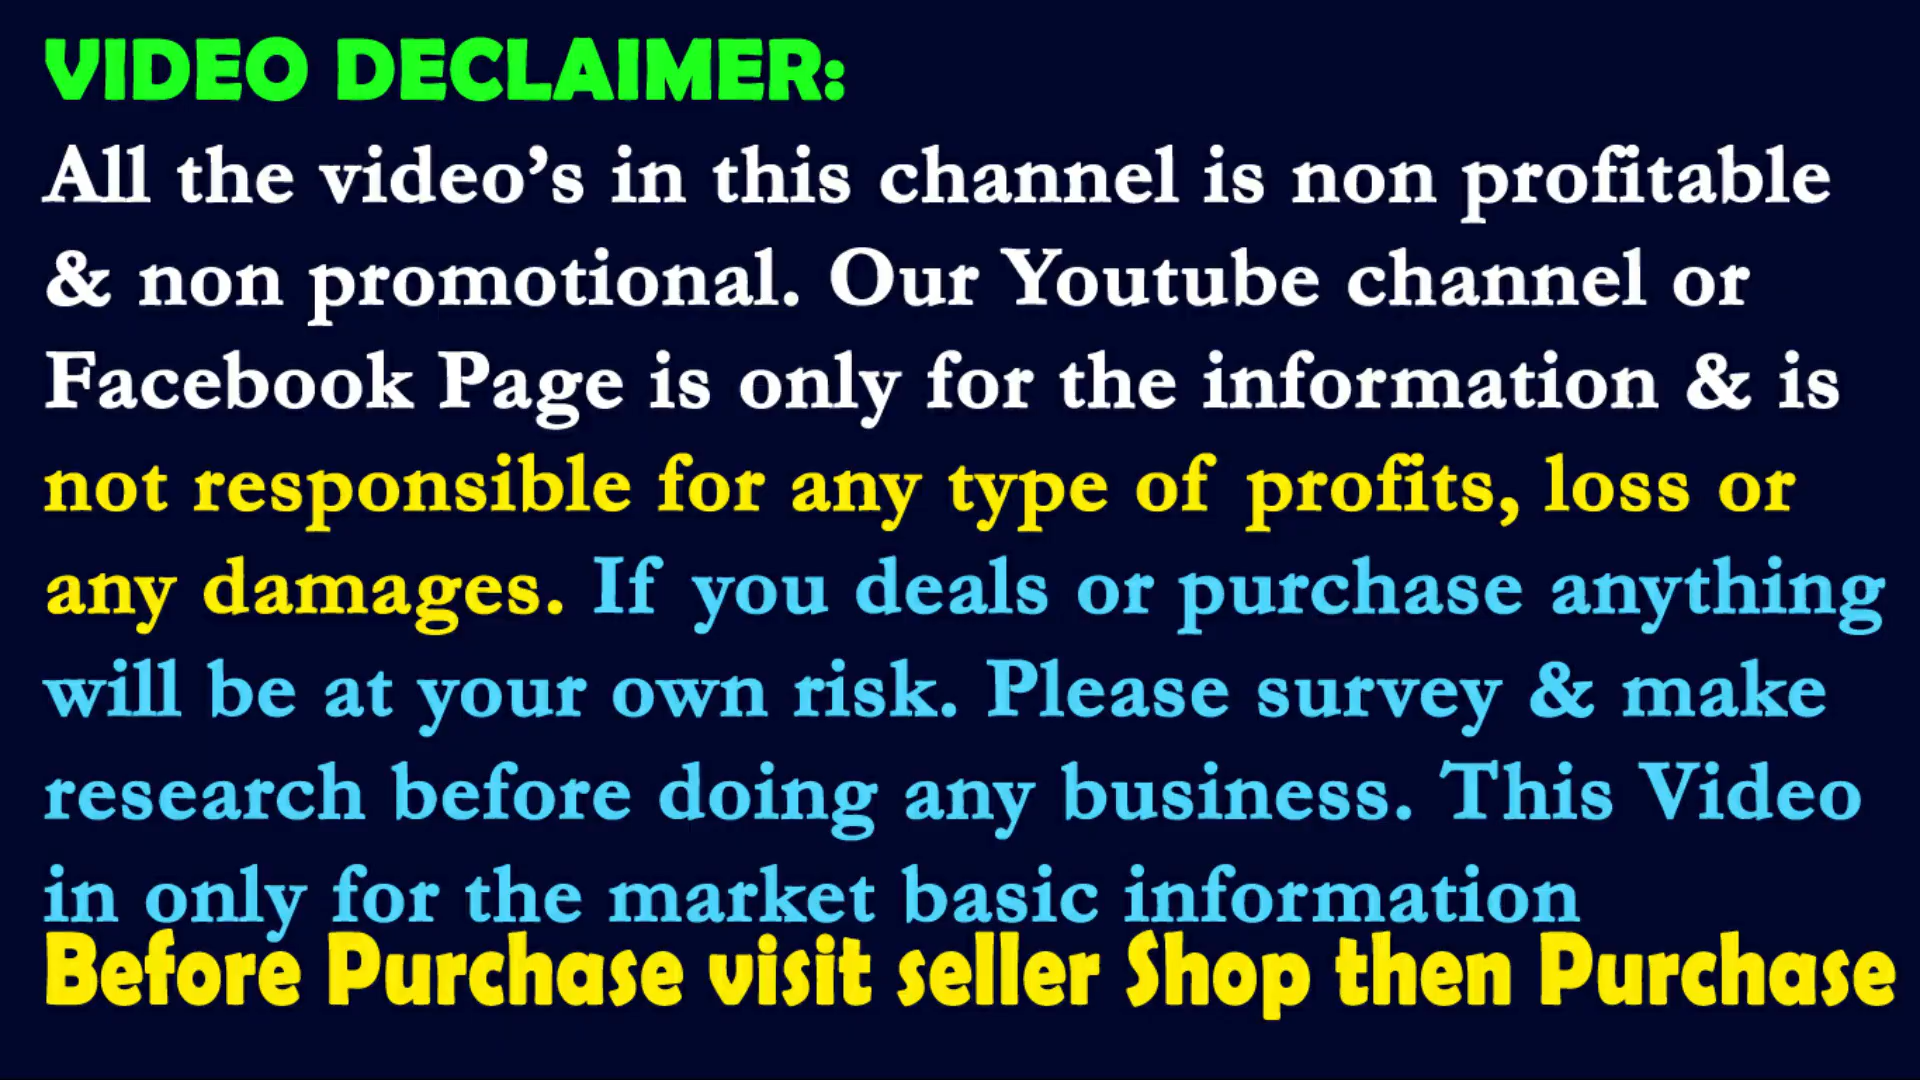 VIDEO DECLAIMER:
All the video’s in this channel is non profitable
& non promotional. Our Youtube channel or
Facebook Page is only for the information & is
not responsible for any type of profits, loss or
any damages. If you deals or purchase anything
will be at your own risk. Please survey & make
research before doing any business. This Video
in only for the market basic information
Before Purchase visit seller Shop then Purchase